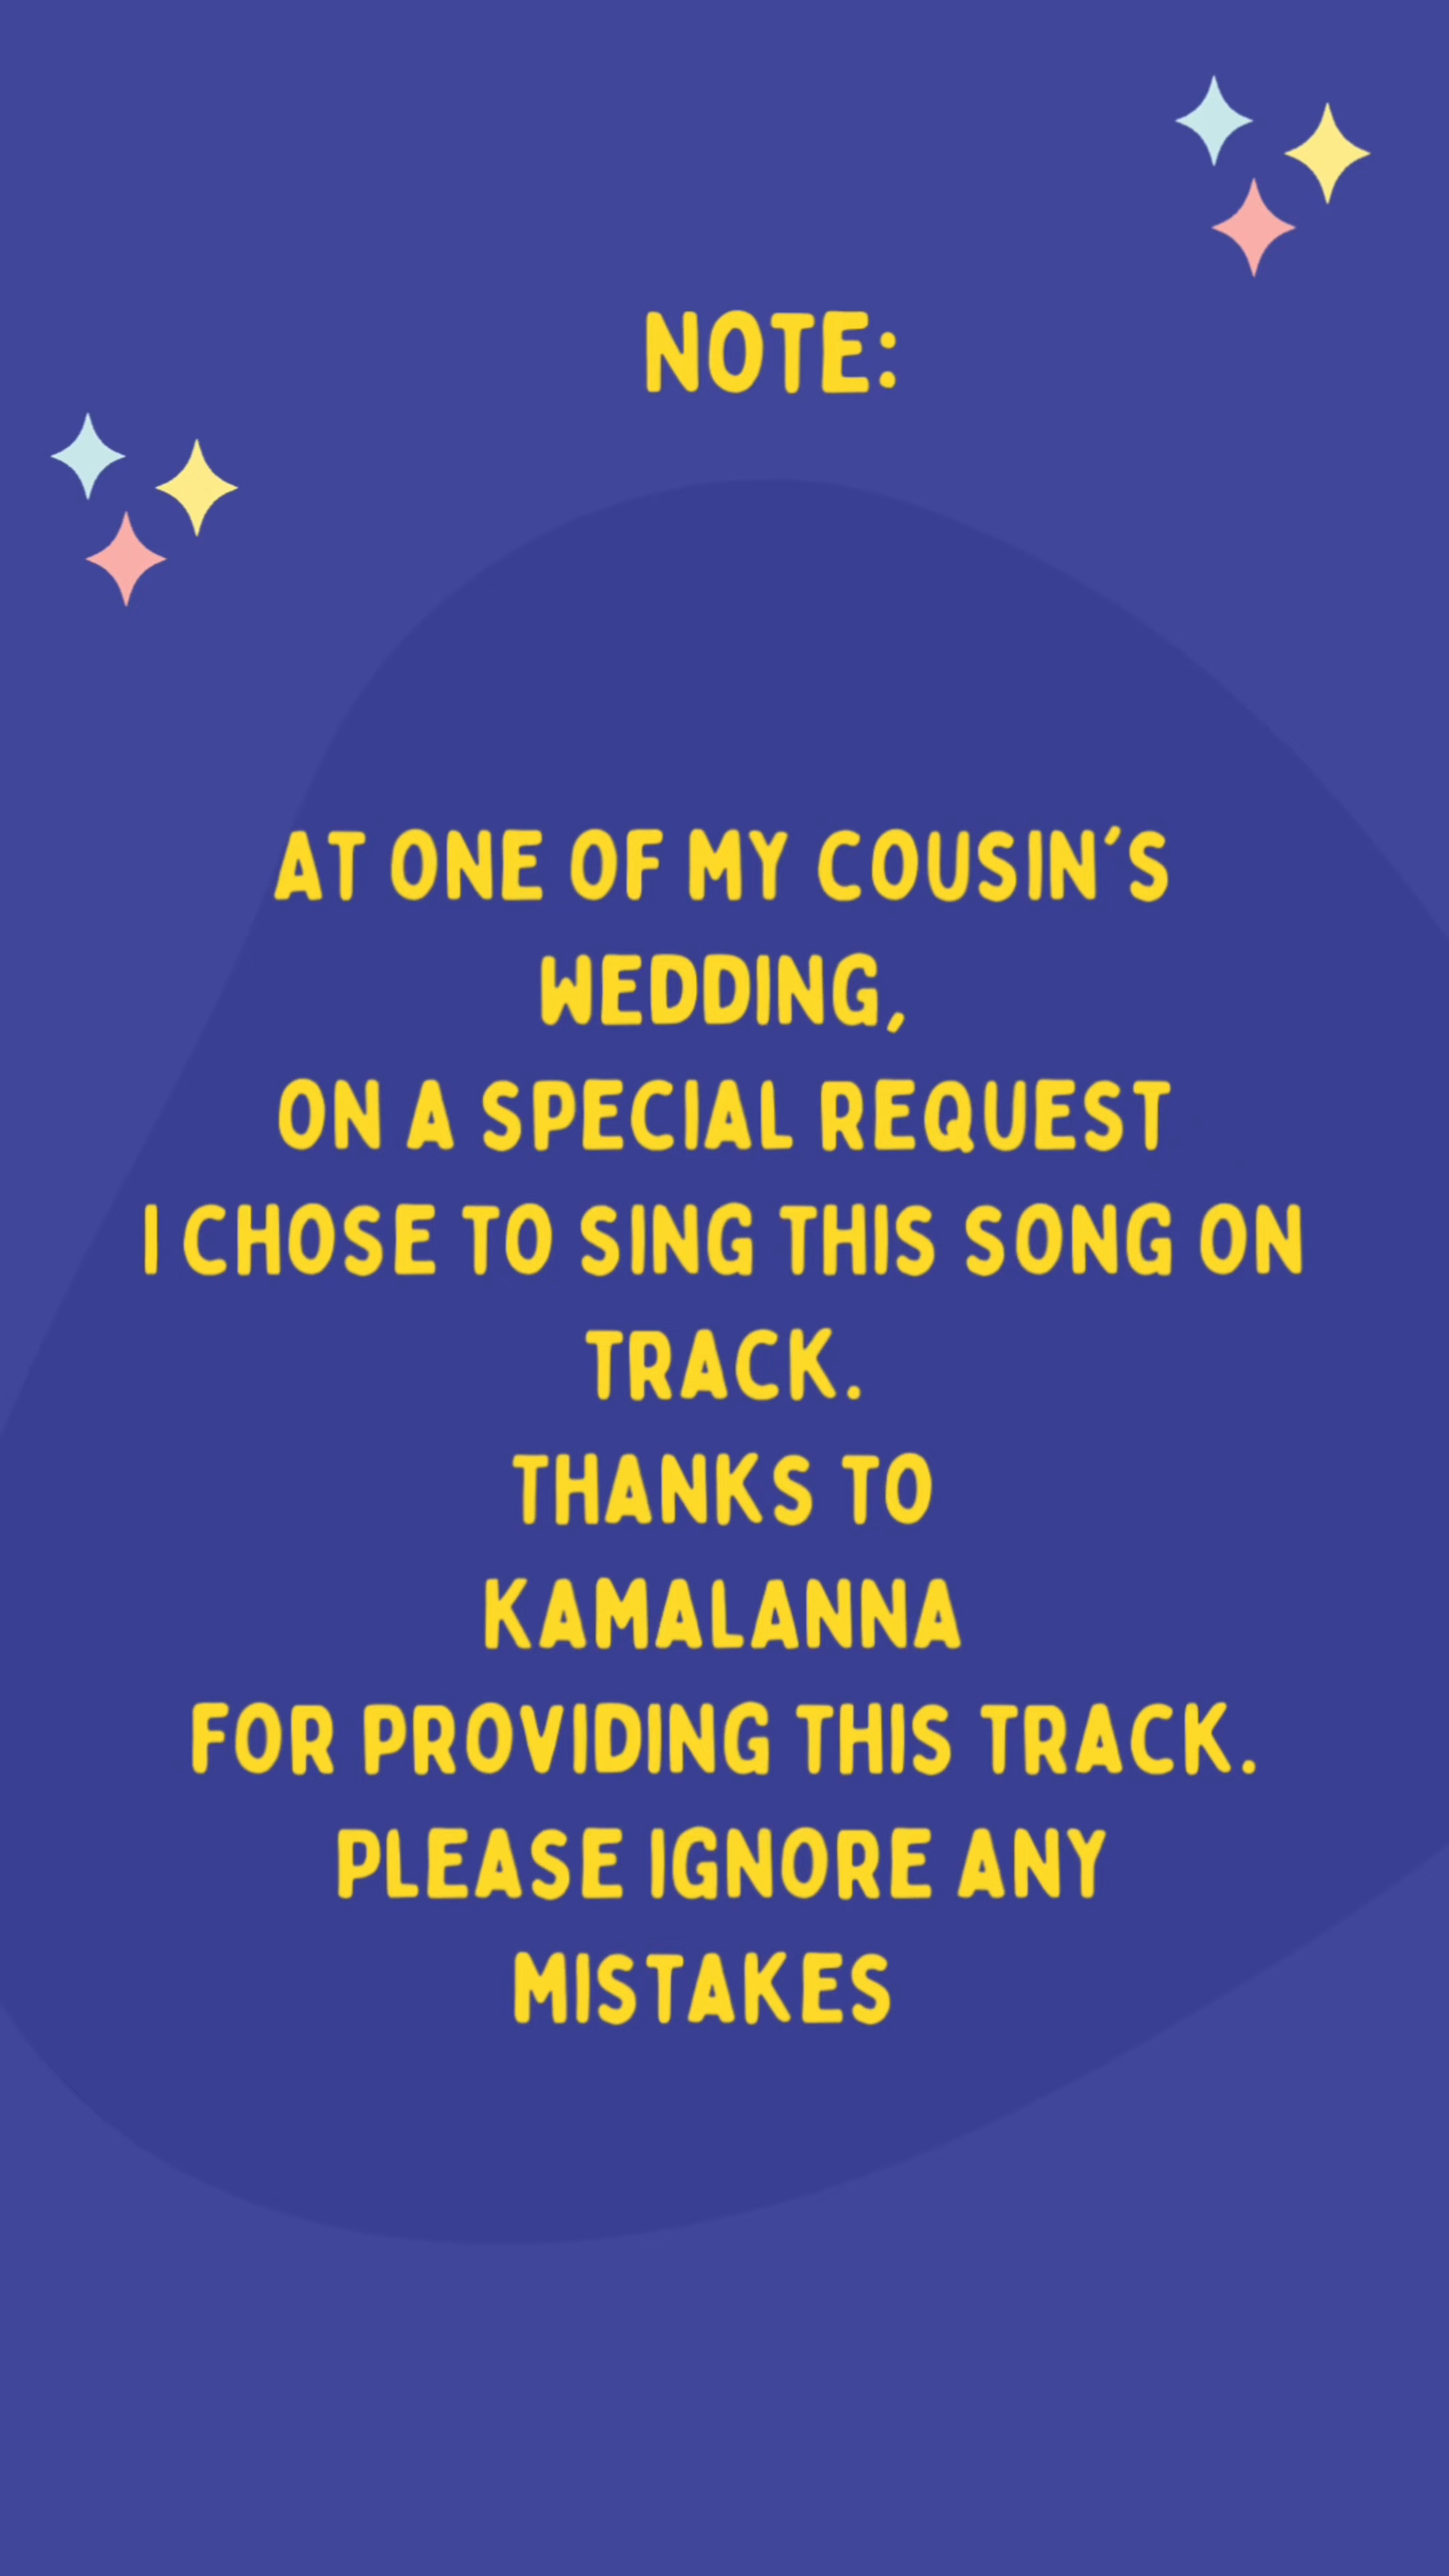 NOTE:
AT ONE OF MY COUSIN'S
WEDDING,
ON A SPECIAL REQUEST
I CHOSE TO SING THIS SONG ON
TRACK.
THANKS TO
KAMALANNA
FOR PROVIDING THIS TRACK.
PLEASE IGNORE ANY
MISTAKES